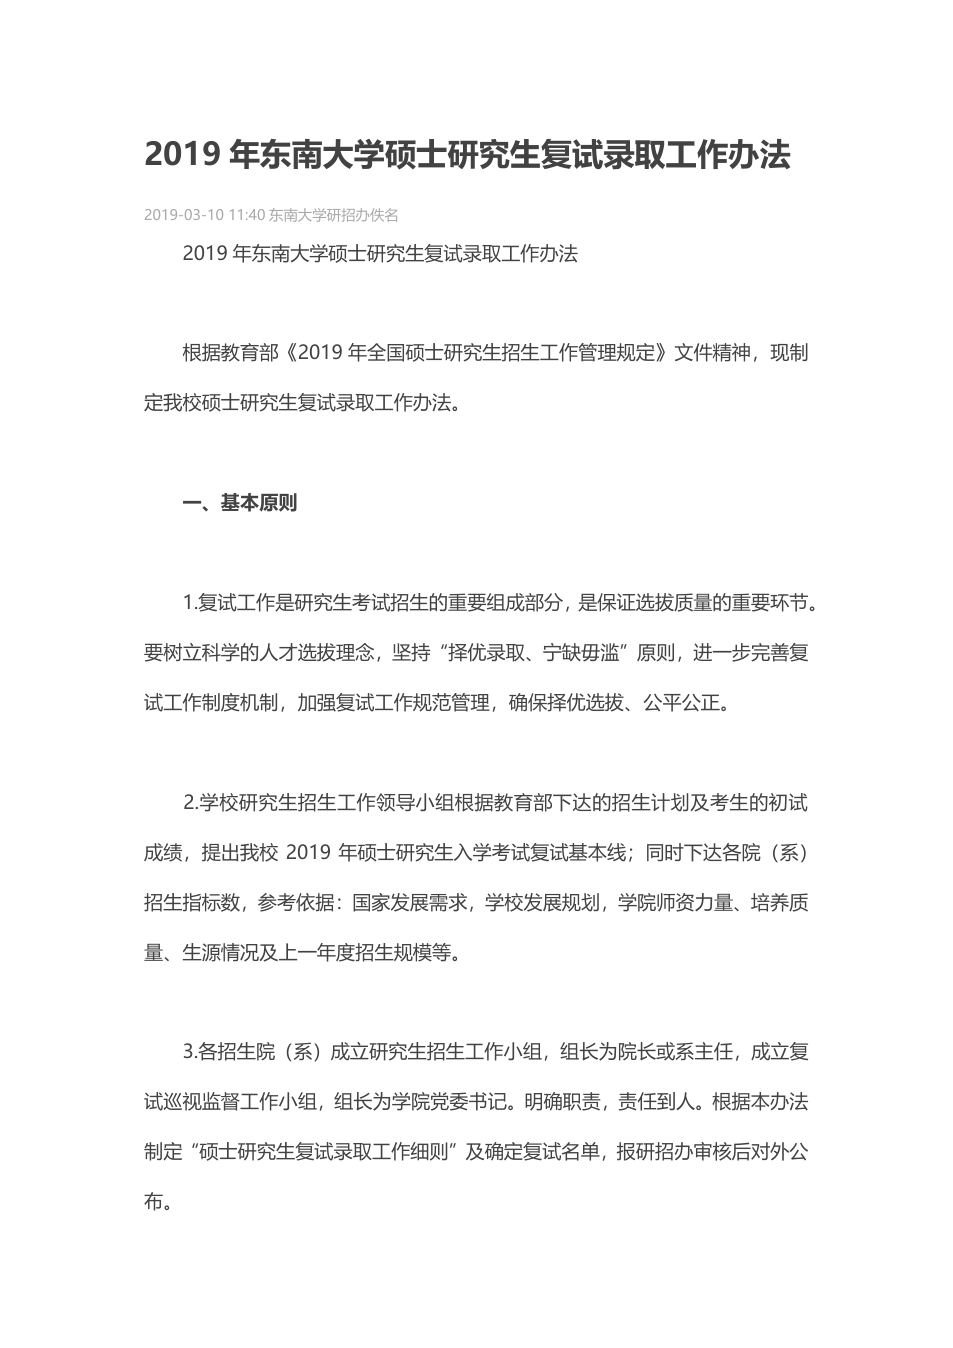 2019 年东南大学硕士研究生复试录取工作办法
2019-03-10 11:40 东南大学研招办佚名
2019 年东南大学硕士研究生复试录取工作办法
根据教育部《2019 年全国硕士研究生招生工作管理规定》文件精神，现制
定我校硕士研究生复试录取工作办法。
一、基本原则
1.复试工作是研究生考试招生的重要组成部分，是保证选拔质量的重要环节。
要树立科学的人才选拔理念，坚持“择优录取、宁缺毋滥”原则，进一步完善复
试工作制度机制，加强复试工作规范管理，确保择优选拔、公平公正。
2.学校研究生招生工作领导小组根据教育部下达的招生计划及考生的初试
成绩，提出我校 2019 年硕士研究生入学考试复试基本线；同时下达各院（系）
招生指标数，参考依据：国家发展需求，学校发展规划，学院师资力量、培养质
量、生源情况及上一年度招生规模等。
3.各招生院（系）成立研究生招生工作小组，组长为院长或系主任，成立复
试巡视监督工作小组，组长为学院党委书记。明确职责，责任到人。根据本办法
制定“硕士研究生复试录取工作细则”及确定复试名单，报研招办审核后对外公
布。